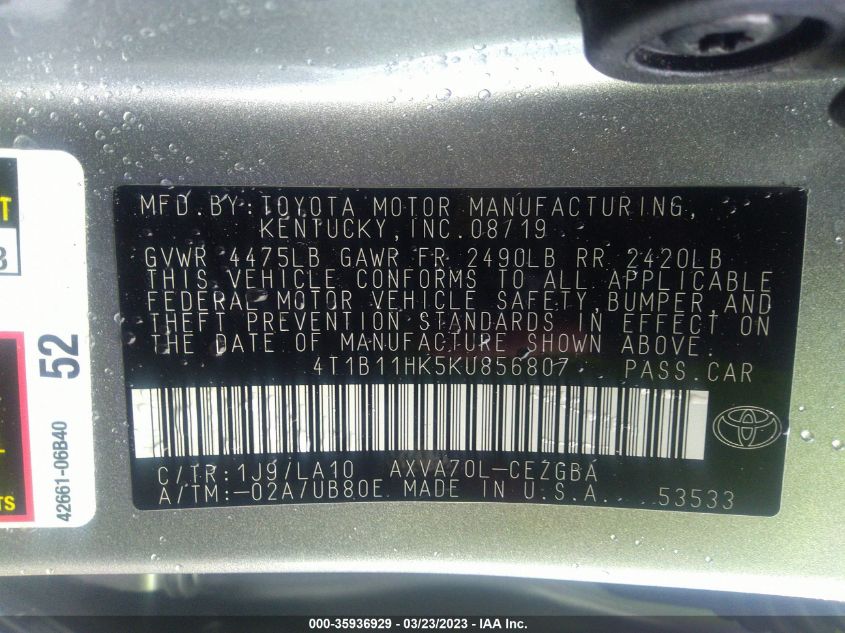 T
3
52
42661-06B40
TS
MFD.BY:TOYOTA MOTOR MANUFACTURING,
KENTUCKY,INC.08/19
GVWR 4475LB GAWR FR 2490LB RR 2420LB
THIS VEHICLE CONFORMS TO ALL APPLICABLE
FEDERAL MOTOR VEHICLE SAFETY,BUMPER,AND
THEFT PREVENTION STANDARDS IN EFFECT ON
THE DATE OF MANUFACTURE SHOWN ABOVE.
4T1B11HK5KU856807 PASS.CAR
C/TR:1J9/LA10 AXVA70L-CEZGBA
A/TM:-02A/UB80E MADE IN U.S.A. 53533
000-35936929 — 03/23/2023 — IAA Inc.